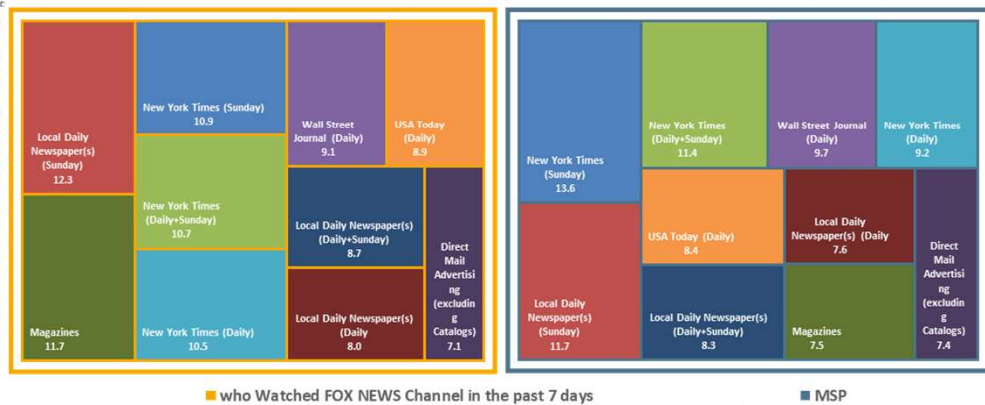 Local Daily
Newspaper(s)
(Sunday)
12.3
Magazines
11.7
New York Times (Sunday)
10.9
New York Times
(Daily+Sunday)
10.7
New York Times (Daily)
10.5
Wall Street
Journal (Daily)
9.1
USA Today
(Daily)
8.9
Local Daily Newspaper(s)
(Daily+Sunday)
8.7
Local Daily Newspaper(s)
(Daily
8.0
Direct
Mail
Advertisi
ng
(excludin
g
Catalogs)
7.1
New York Times
(Sunday)
13.6
Local Daily
Newspaper(s)
(Sunday)
11.7
New York Times
(Daily+Sunday)
11.4
Wall Street Journal
(Daily)
9.7
New York Times
(Daily)
9.2
USA Today (Daily)
8.4
Local Daily Newspaper(s)
(Daily+Sunday)
8.3
Local Daily
Newspaper(s) (Daily
7.6
Magazines
7.5
Direct
Mail
Advertisi
ng
(excludin
g
Catalogs)
7.4
who Watched FOX NEWS Channel in the past 7 days
MSP